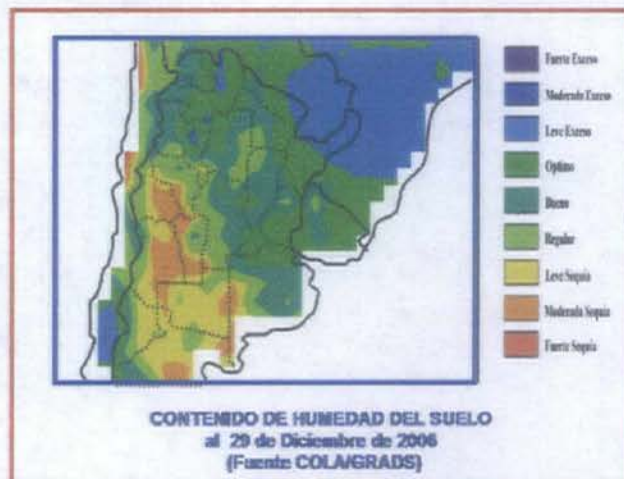 Fuerte Exceso
Moderado Exceso
Leve Exceso
Optimo
Bueno
Regular
Leve Sequia
Moderada Sequia
Fuerte Sequia
CONTENIDO DE HUMEDAD DEL SUELO
al 29 de Diciembre de 2006
(Fuente COLA/GRADS)